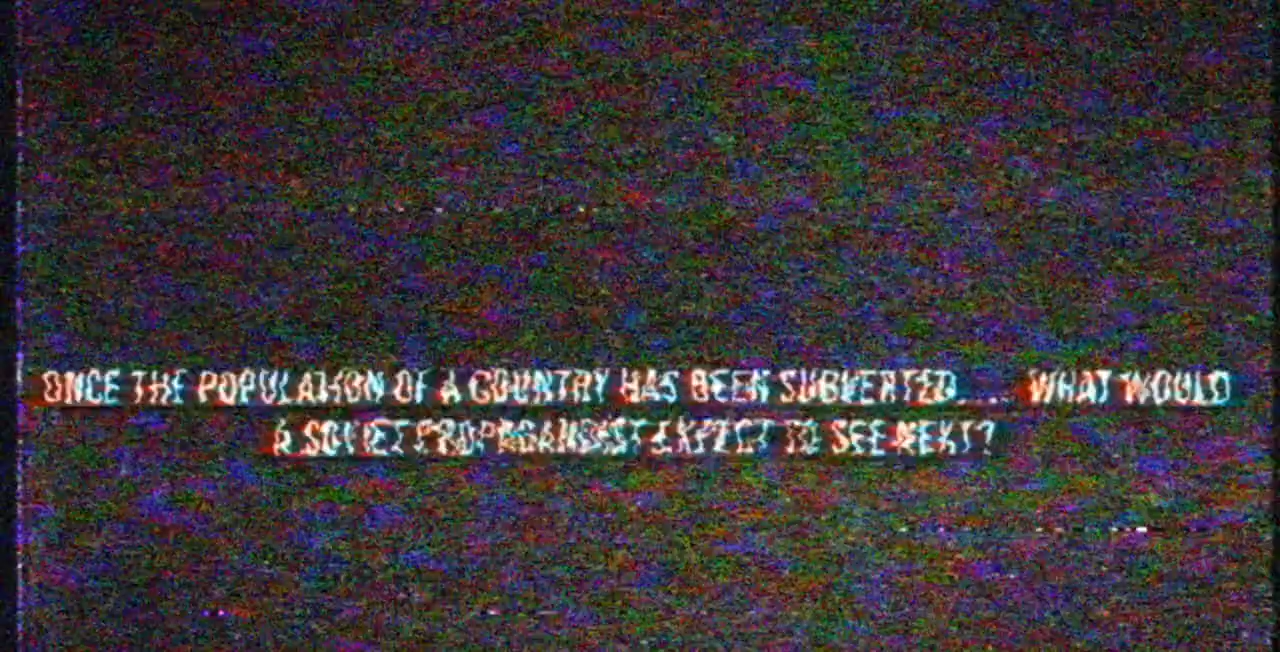 ONCE THE POPULATION OF A COUNTRY HAS BEEN SUBVERTED.... WHAT WOULD
A SOVIET PROPAGANDIST EXPECT TO SEE NEXT?